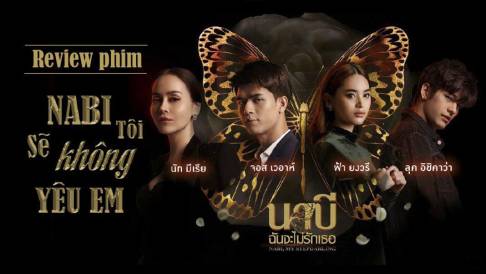 Review phim
NABI Tôi
Sẽ không
YÊU EM
นัท มีเรีย
จอส เวอาห์
ฟ้า ยงวรี
ลุค อิชิคาว่า
นาบี
ฉันจะไม่รักเธอ
NABI, MY STEPDARLING